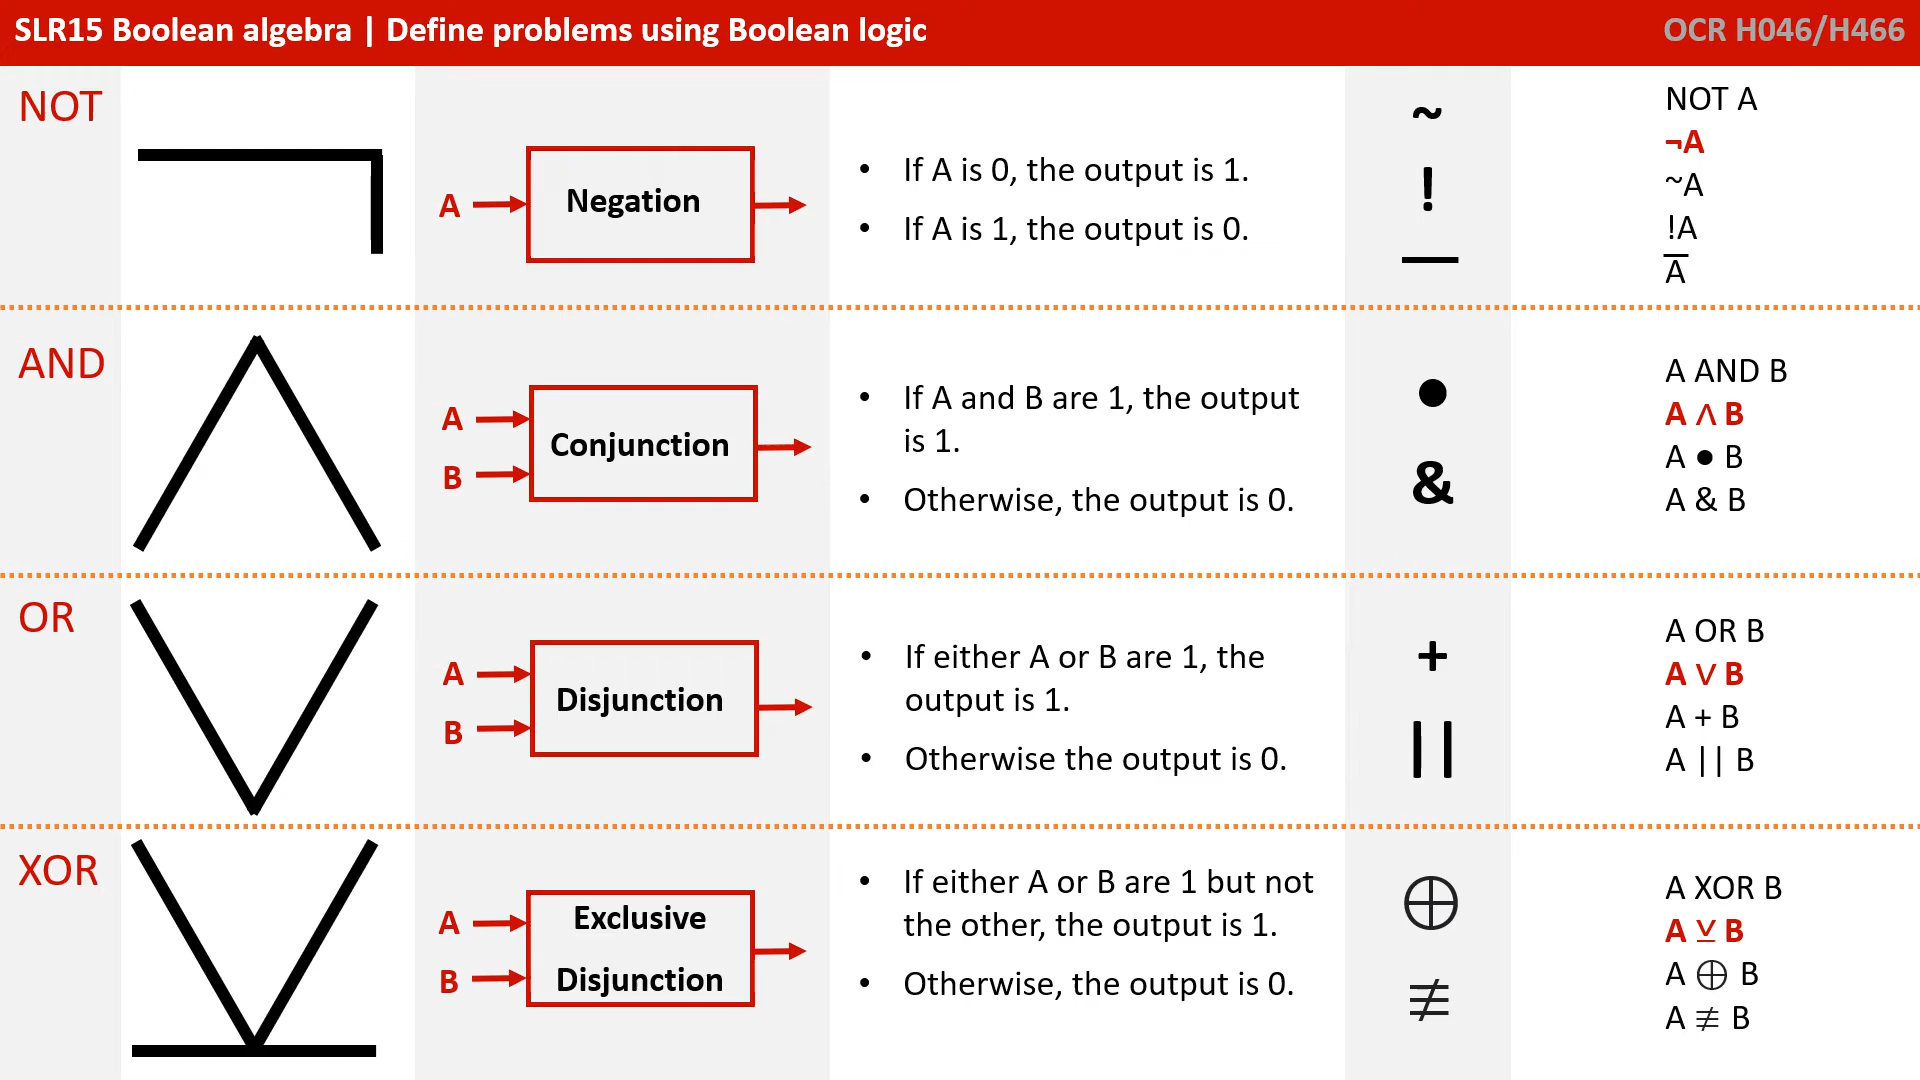 SLR15 Boolean algebra | Define problems using Boolean logic
OCR H046/H466
NOT
¬
A
Negation
• If A is 0, the output is 1.
• If A is 1, the output is 0.
~
!
—
NOT A
¬A
~A
!A
A̅
AND
∧
A
B
Conjunction
• If A and B are 1, the output
is 1.
• Otherwise, the output is 0.
●
&
A AND B
A ∧ B
A ● B
A & B
OR
∨
A
B
Disjunction
• If either A or B are 1, the
output is 1.
• Otherwise the output is 0.
+
||
A OR B
A ∨ B
A + B
A || B
XOR
⊻
A
B
Exclusive
Disjunction
• If either A or B are 1 but not
the other, the output is 1.
• Otherwise, the output is 0.
⊕
≢
A XOR B
A ⊻ B
A ⊕ B
A ≢ B